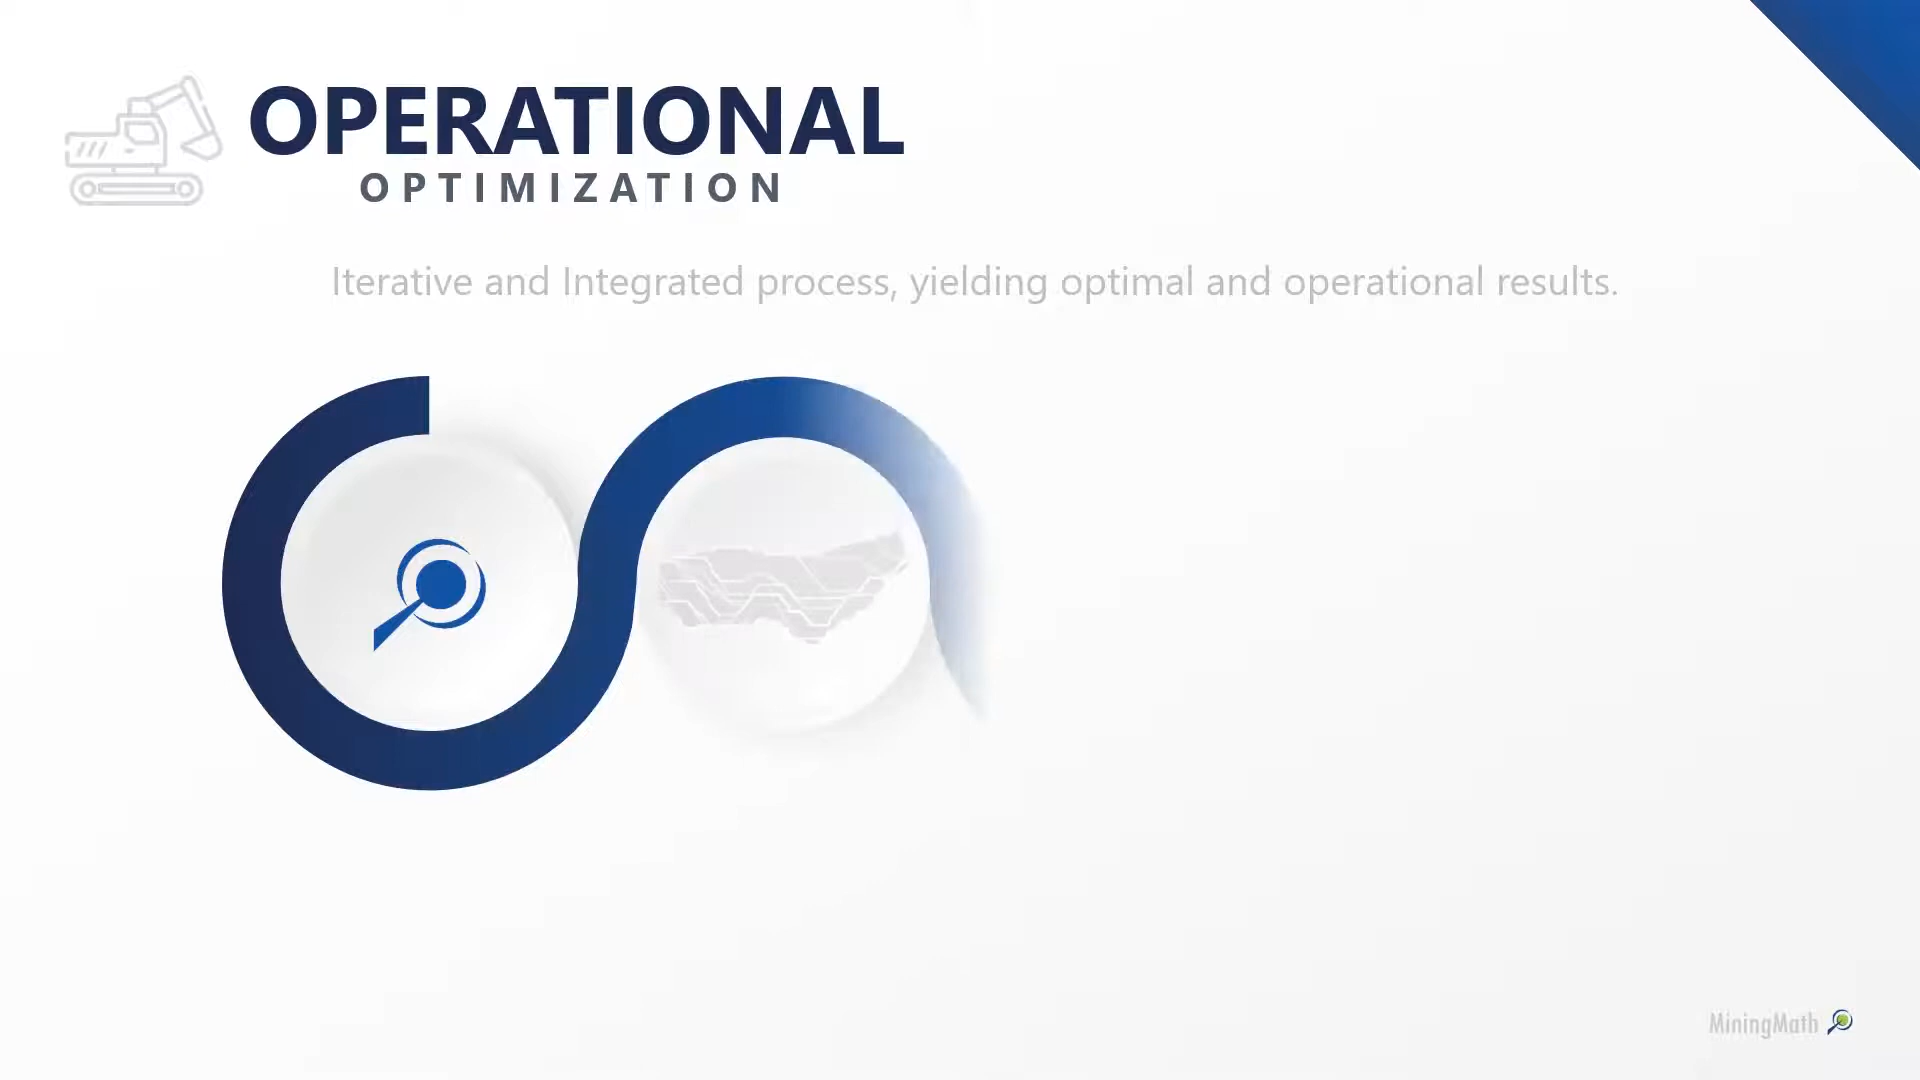 OPERATIONAL
OPTIMIZATION
Iterative and Integrated process, yielding optimal and operational results.
MiningMath